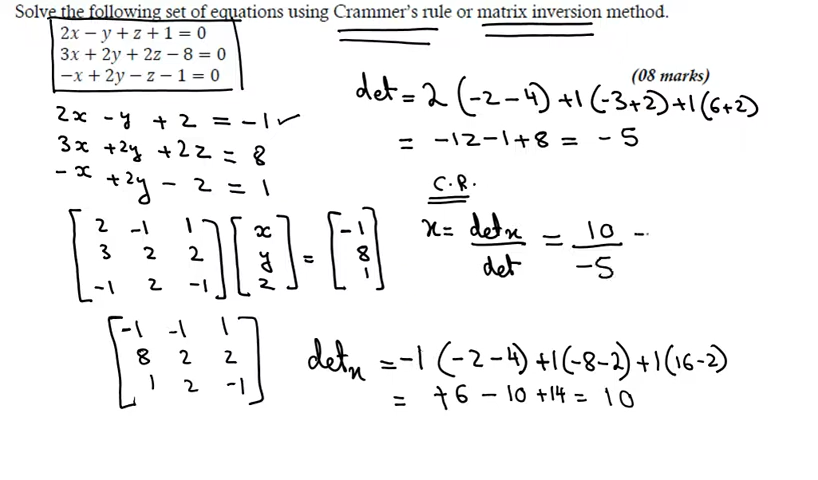 Solve the following set of equations using Crammer's rule or matrix inversion method.
2x − y + z + 1 = 0
3x + 2y + 2z − 8 = 0
−x + 2y − z − 1 = 0
(08 marks)
2x - y + z = -1 ✓
3x + 2y + 2z = 8
-x + 2y - z = 1
[2 -1 1] [x] = [-1]
[3 2 2] [y] [8]
[-1 2 -1] [z] [1]
det = 2 (-2-4) +1 (-3+2) +1 (6+2)
= -12 -1 +8 = -5
C.R.
x = detx / det = 10 / -5 -
[-1 -1 1]
[8 2 2]
[1 2 -1]
detx = -1 (-2-4) +1 (-8-2) +1 (16-2)
= +6 - 10 +14 = 10